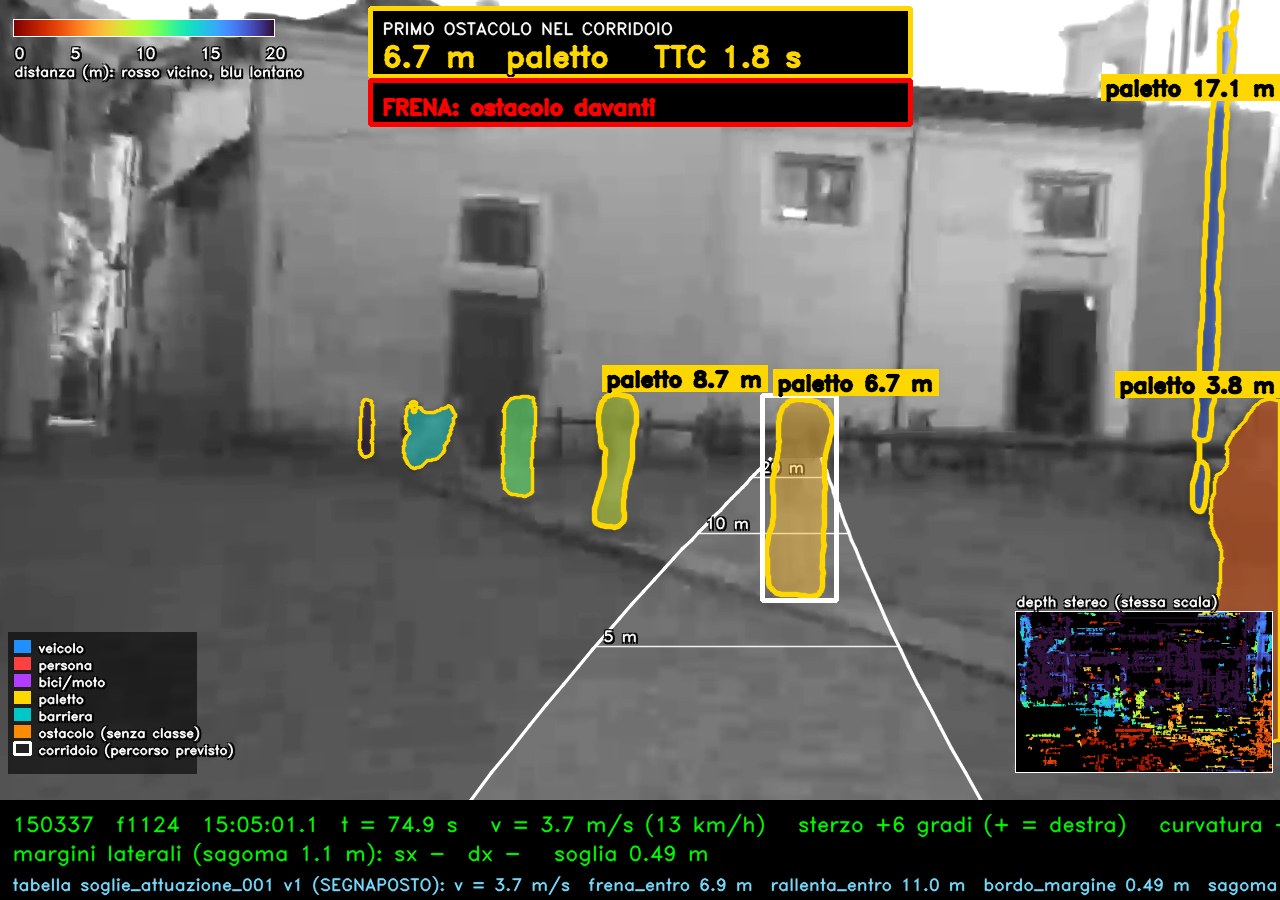 0 5 10 15 20
distanza (m): rosso vicino, blu lontano
PRIMO OSTACOLO NEL CORRIDOIO
6.7 m paletto TTC 1.8 s
FRENA: ostacolo davanti
paletto 17.1 m
paletto 8.7 m
paletto 6.7 m
paletto 3.8 m
20 m
10 m
5 m
depth stereo (stessa scala)
veicolo
persona
bici/moto
paletto
barriera
ostacolo (senza classe)
corridoio (percorso previsto)
150337 f1124 15:05:01.1 t = 74.9 s v = 3.7 m/s (13 km/h) sterzo +6 gradi (+ = destra) curvatura
margini laterali (sagoma 1.1 m): sx - dx - soglia 0.49 m
tabella soglie_attuazione_001 v1 (SEGNAPOSTO): v = 3.7 m/s frena_entro 6.9 m rallenta_entro 11.0 m bordo_margine 0.49 m sagoma